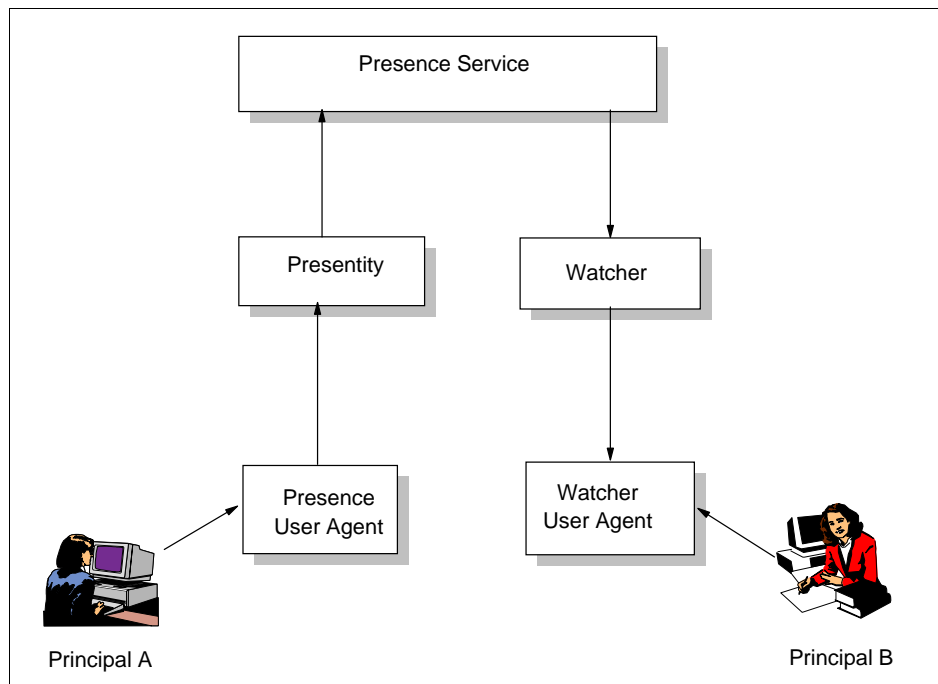 Presence Service
Presentity
Watcher
Presence
User Agent
Watcher
User Agent
Principal A
Principal B